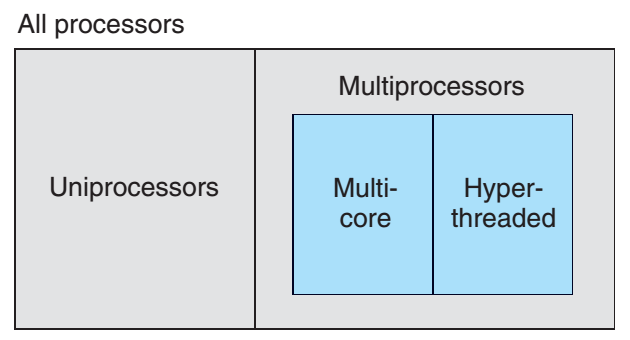 All processors
Multiprocessors
Uniprocessors
Multi-
core
Hyper-
threaded